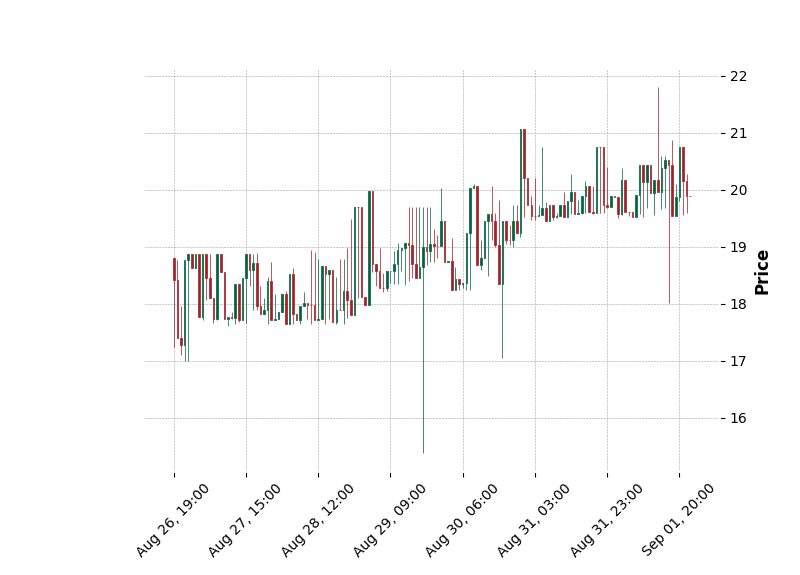 22
21
20
19
18
17
16
Price
Aug 26, 19:00
Aug 27, 15:00
Aug 28, 12:00
Aug 29, 09:00
Aug 30, 06:00
Aug 31, 03:00
Aug 31, 23:00
Sep 01, 20:00